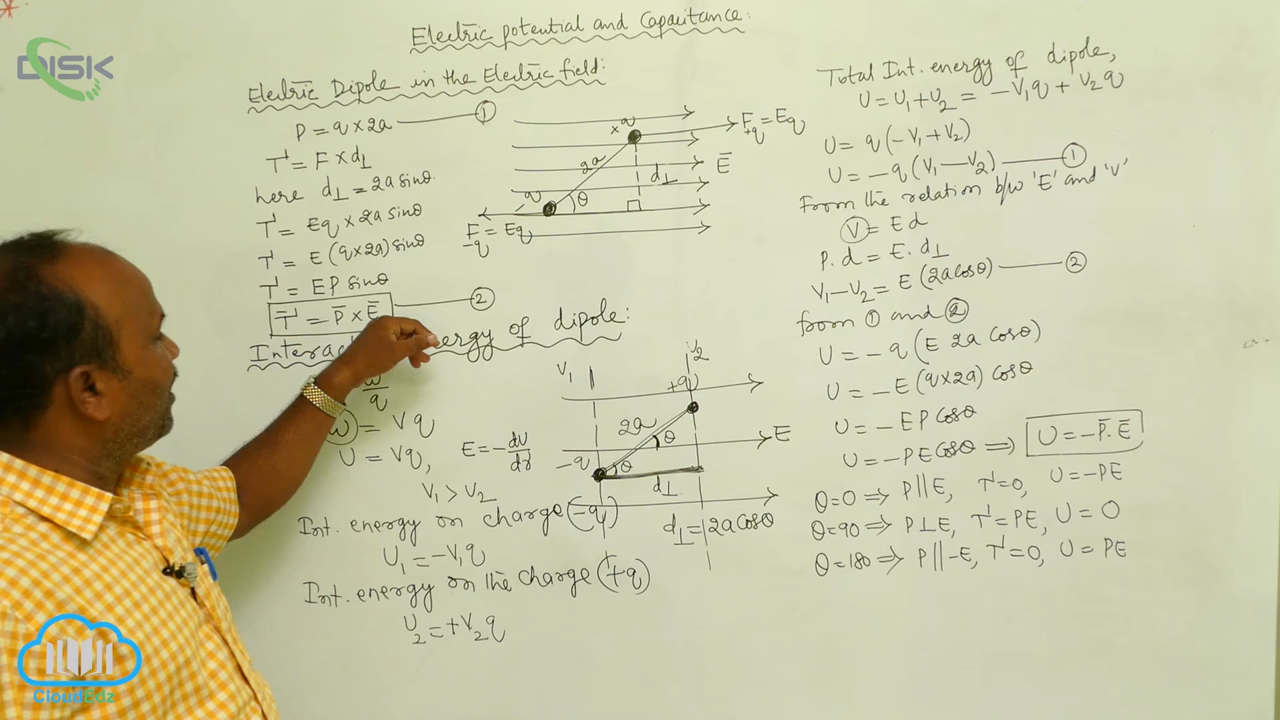 Electric potential and Capacitance:
DISK
Electric Dipole in the Electric field:
P = q × 2a — ①
T = F × d⊥
here d⊥ = 2a sinθ
T = Eq × 2a sinθ
T = E (q × 2a) sinθ
T = EP sinθ
T̄ = P̄ × Ē — ②
+q
F+q = Eq
2a
d⊥
Ē
-q
θ
F-q = Eq
energy of dipole:
q
= Vq
U = Vq,
E = -dV/dr
V₁ > V₂
V₁
V₂
+q
2a
θ
E
-q
θ
d⊥
d⊥ = 2a cosθ
Int. energy on charge (-q)
U₁ = -V₁q
Int. energy on the charge (+q)
U₂ = +V₂q
Total Int. energy of dipole,
U = U₁ + U₂ = -V₁q + V₂q
U = q (-V₁ + V₂)
U = -q (V₁ - V₂) — ①
From the relation b/w 'E' and 'V'
V = Ed
P.d = E. d⊥
V₁ - V₂ = E (2a cosθ) — ②
from ① and ②
U = -q (E 2a cosθ)
U = -E (q × 2a) cosθ
U = -EP cosθ
U = -PE cosθ ⇒ U = -P̄.Ē
θ = 0 ⇒ P || E, T = 0, U = -PE
θ = 90 ⇒ P ⊥ E, T = PE, U = 0
θ = 180 ⇒ P || -E, T = 0, U = PE
CloudEdz